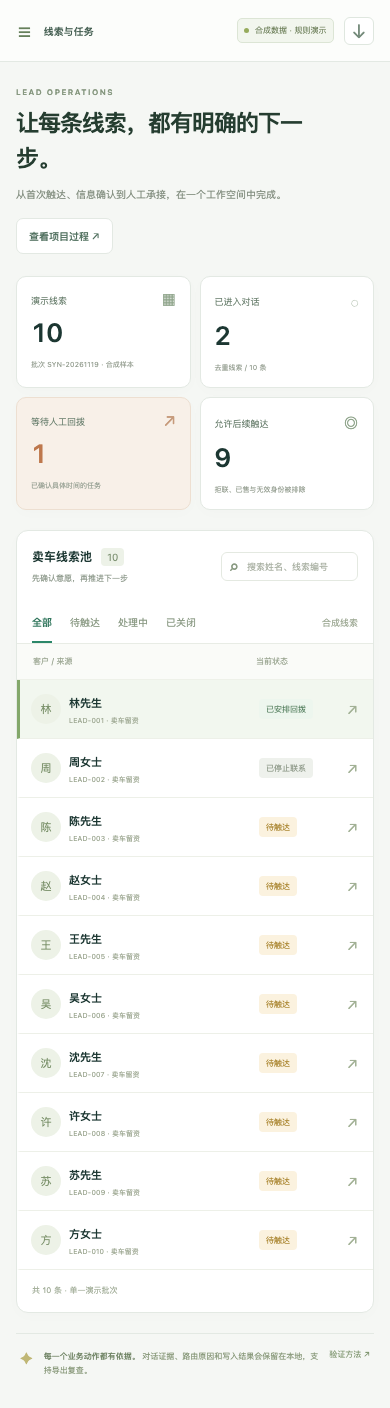 线索与任务
合成数据 · 规则演示
LEAD OPERATIONS
让每条线索，都有明确的下一
步。
从首次触达、信息确认到人工承接，在一个工作空间中完成。
查看项目过程 ↗
演示线索
10
批次 SYN-20261119 · 合成样本
已进入对话
2
去重线索 / 10 条
等待人工回拨
1
已确认具体时间的任务
允许后续触达
9
拒联、已售与无效身份被排除
卖车线索池 10
先确认意愿，再推进下一步
搜索姓名、线索编号
全部 待触达 处理中 已关闭 合成线索
客户 / 来源 当前状态
林 林先生 已安排回拨
LEAD-001 · 卖车留资
周 周女士 已停止联系
LEAD-002 · 卖车留资
陈 陈先生 待触达
LEAD-003 · 卖车留资
赵 赵女士 待触达
LEAD-004 · 卖车留资
王 王先生 待触达
LEAD-005 · 卖车留资
吴 吴女士 待触达
LEAD-006 · 卖车留资
沈 沈先生 待触达
LEAD-007 · 卖车留资
许 许女士 待触达
LEAD-008 · 卖车留资
苏 苏先生 待触达
LEAD-009 · 卖车留资
方 方女士 待触达
LEAD-010 · 卖车留资
共 10 条 · 单一演示批次
每一个业务动作都有依据。 对话证据、路由原因和写入结果会保留在本地，支
持导出复查。
验证方法 ↗